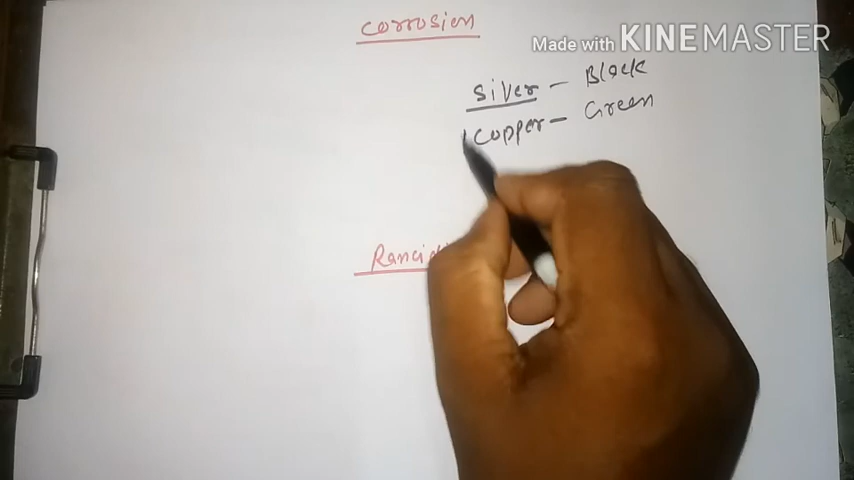 Corrosion
Made with KINEMASTER
Silver - Black
Copper - Green